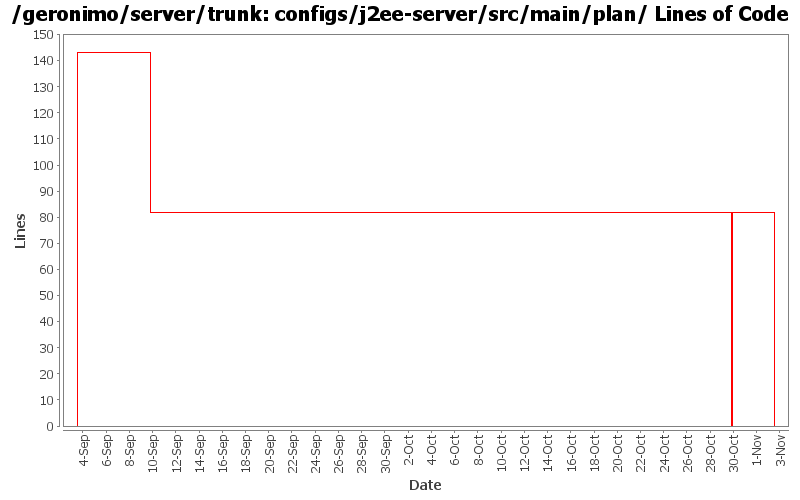 /geronimo/server/trunk: configs/j2ee-server/src/main/plan/ Lines of Code
150
140
130
120
110
100
90
80
70
60
50
40
30
20
10
0
Lines
4-Sep
6-Sep
8-Sep
10-Sep
12-Sep
14-Sep
16-Sep
18-Sep
20-Sep
22-Sep
24-Sep
26-Sep
28-Sep
30-Sep
2-Oct
4-Oct
6-Oct
8-Oct
10-Oct
12-Oct
14-Oct
16-Oct
18-Oct
20-Oct
22-Oct
24-Oct
26-Oct
28-Oct
30-Oct
1-Nov
3-Nov
Date